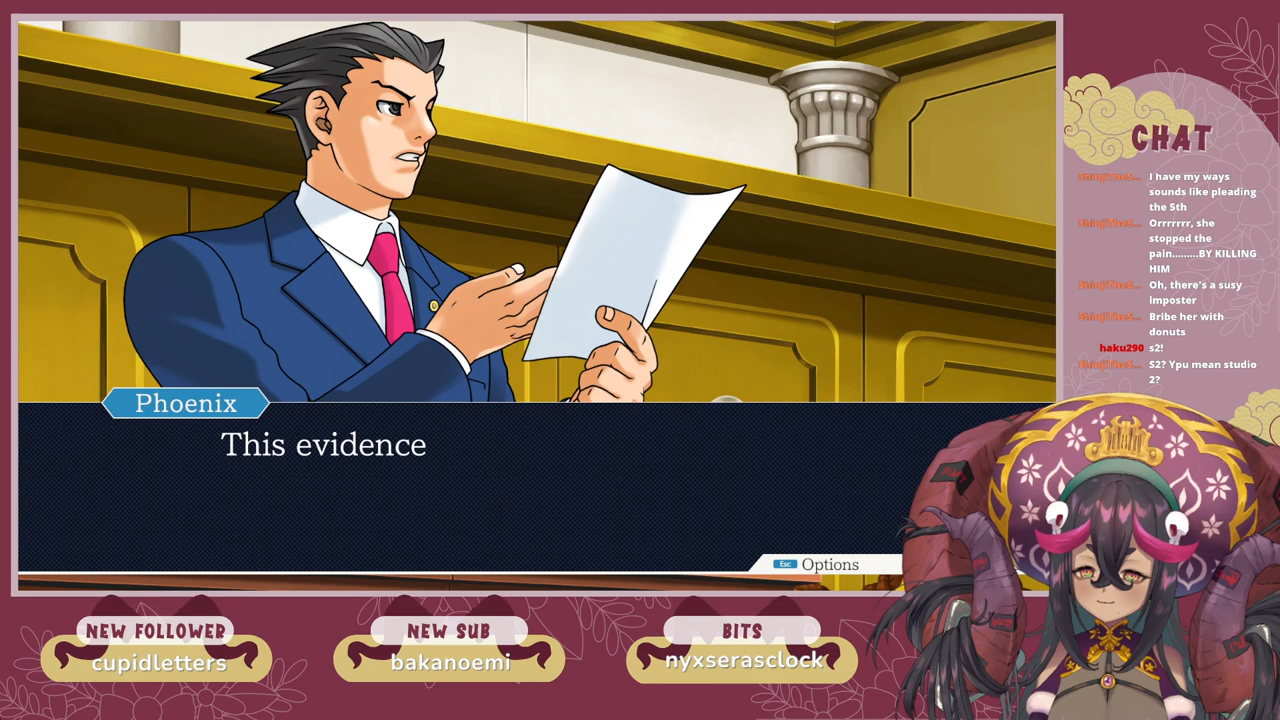 CHAT
I have my ways
sounds like pleading
the 5th
Orrrrrrr, she
stopped the
pain.........BY KILLING
HIM
Oh, there's a susy
imposter
Bribe her with
donuts
haku290 s2!
S2? Ypu mean studio
2?
Phoenix
This evidence
Esc Options
NEW FOLLOWER
cupidletters
NEW SUB
bakanoemi
BITS
nyxserasclock